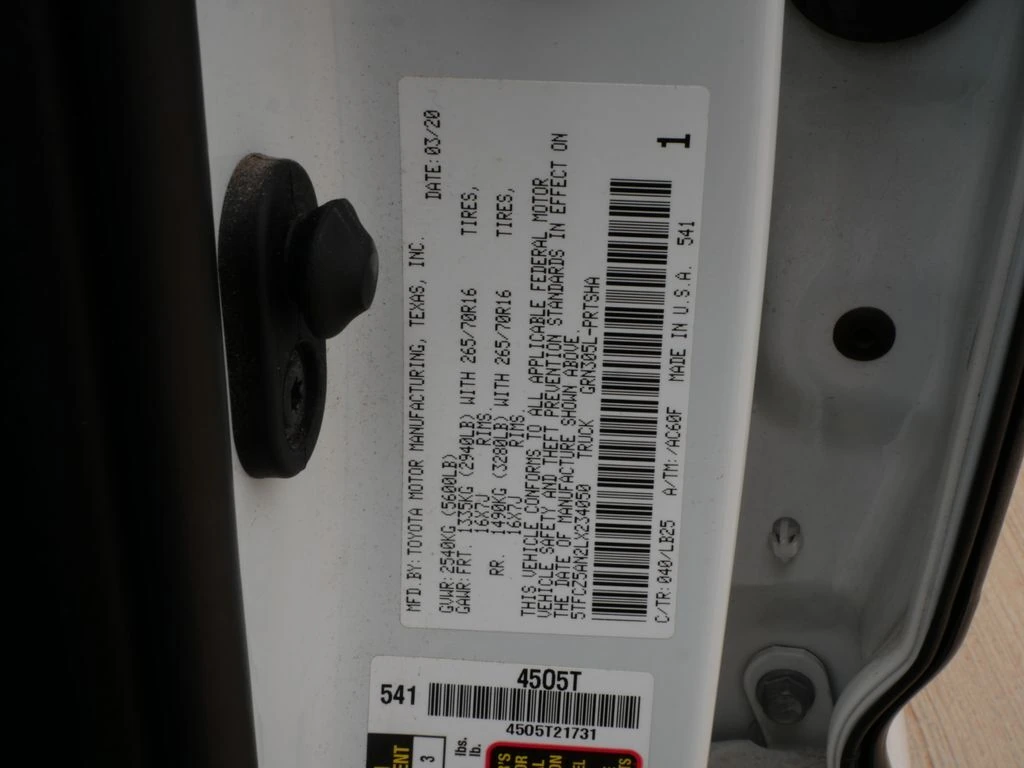 MFD BY: TOYOTA MOTOR MANUFACTURING, TEXAS, INC.
DATE: 03/20
GVWR: 2540KG (5600LB)
GAWR: FRT. 1335KG (2940LB) WITH 265/70R16 TIRES,
16X7J RIMS
RR. 1490KG (3280LB) WITH 265/70R16 TIRES,
16X7J RIMS
THIS VEHICLE CONFORMS TO ALL APPLICABLE FEDERAL MOTOR
VEHICLE SAFETY AND THEFT PREVENTION STANDARDS IN EFFECT ON
THE DATE OF MANUFACTURE SHOWN ABOVE.
5TFCZ5AN2LX234050 TRUCK GRN305L-PRTSHA
1
C/TR: 040/LB25 A/TM: /AC60F MADE IN U.S.A. 541
541
4505T
4505T21731
3
lbs.
lb.